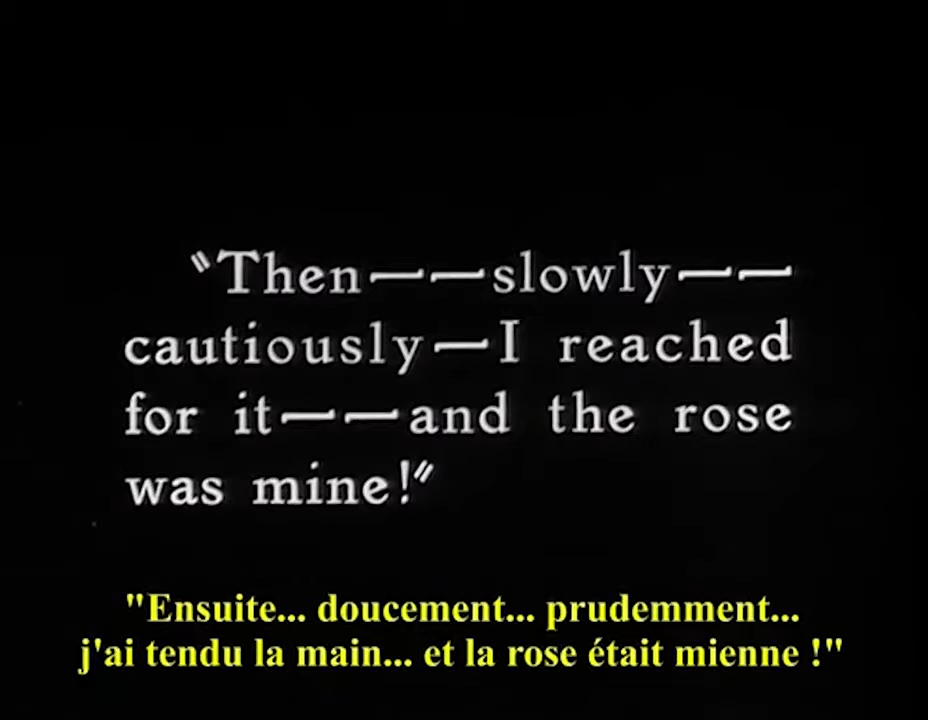 "Then——slowly——
cautiously—I reached
for it——and the rose
was mine!"
"Ensuite... doucement... prudemment...
j'ai tendu la main... et la rose était mienne !"